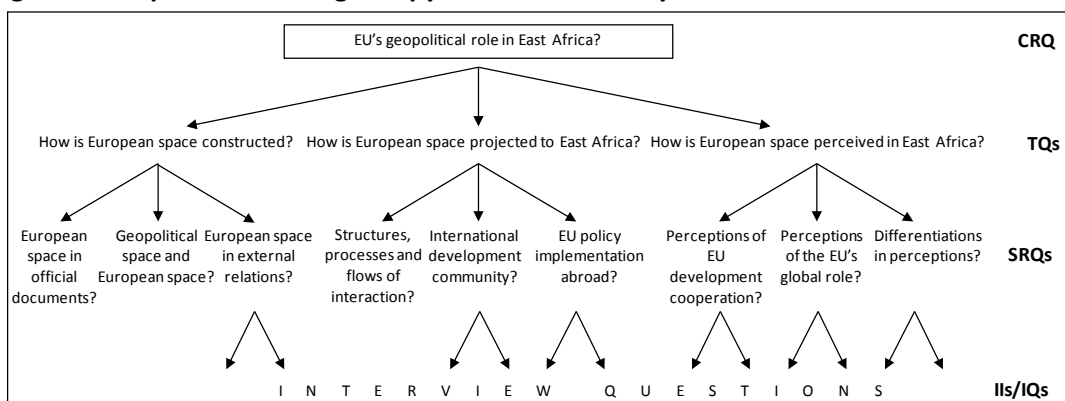 EU's geopolitical role in East Africa?
CRQ
How is European space constructed?
How is European space projected to East Africa?
How is European space perceived in East Africa?
TQs
European
space in
official
documents?
Geopolitical
space and
European space?
European space
in external
relations?
Structures,
processes and
flows of
interaction?
International
development
community?
EU policy
implementation
abroad?
Perceptions of
EU
development
cooperation?
Perceptions
of the EU's
global role?
Differentiations
in perceptions?
SRQs
I N T E R V I E W Q U E S T I O N S
IIs/IQs